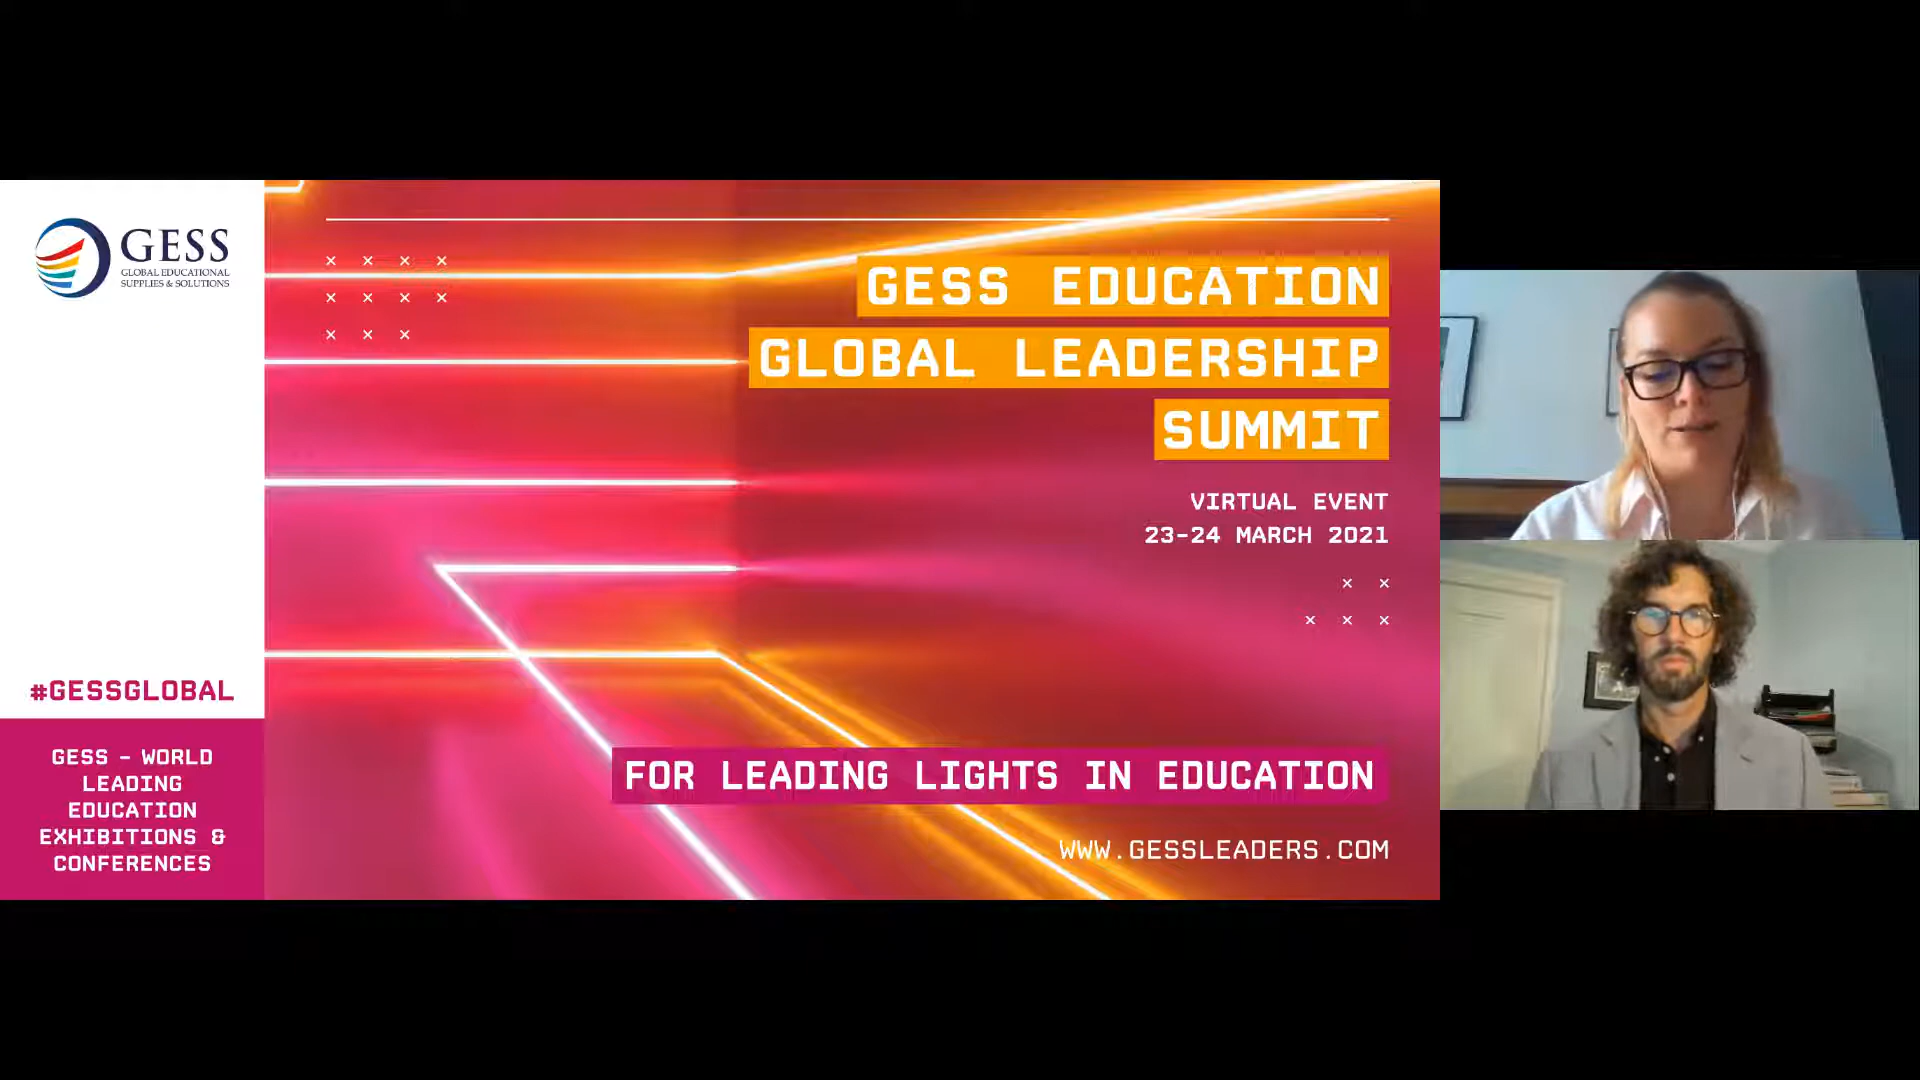 GESS
GLOBAL EDUCATIONAL
SUPPLIES & SOLUTIONS
#GESSGLOBAL
GESS - WORLD
LEADING
EDUCATION
EXHIBITIONS &
CONFERENCES
GESS EDUCATION
GLOBAL LEADERSHIP
SUMMIT
VIRTUAL EVENT
23-24 MARCH 2021
FOR LEADING LIGHTS IN EDUCATION
WWW.GESSLEADERS.COM